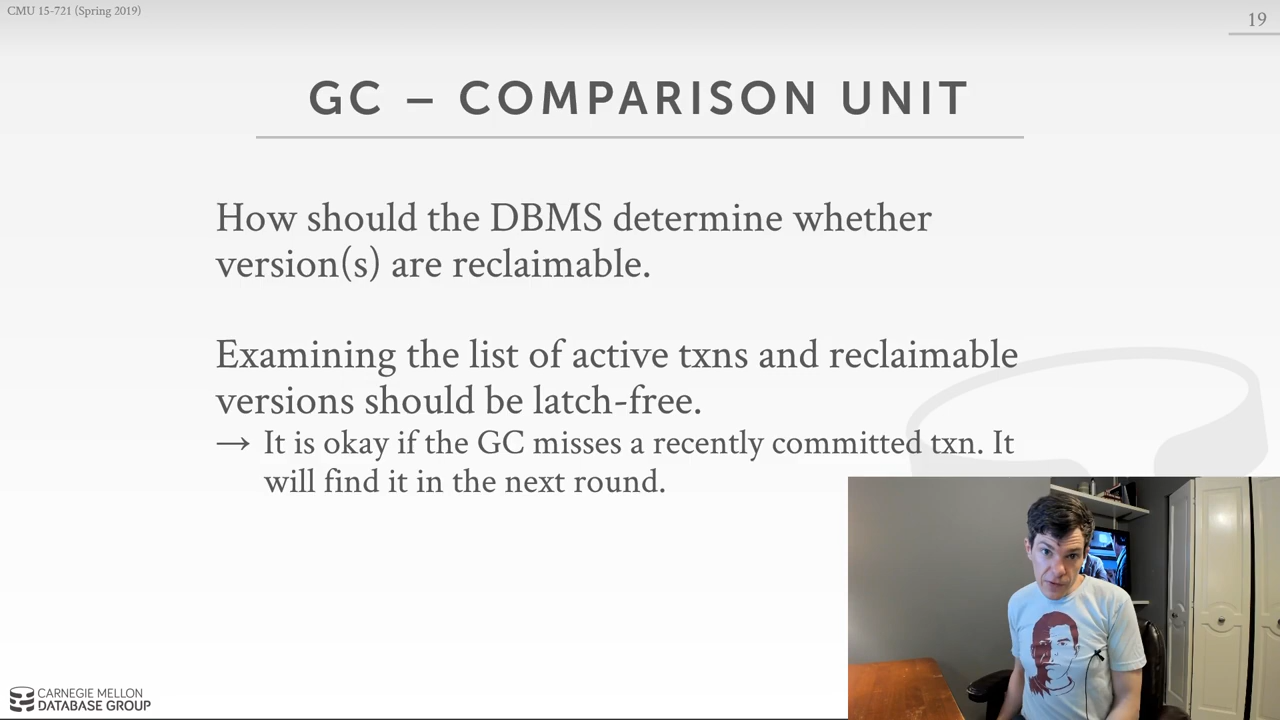 CMU 15-721 (Spring 2019)
19
GC – COMPARISON UNIT
How should the DBMS determine whether
version(s) are reclaimable.
Examining the list of active txns and reclaimable
versions should be latch-free.
→ It is okay if the GC misses a recently committed txn. It
will find it in the next round.
CARNEGIE MELLON
DATABASE GROUP